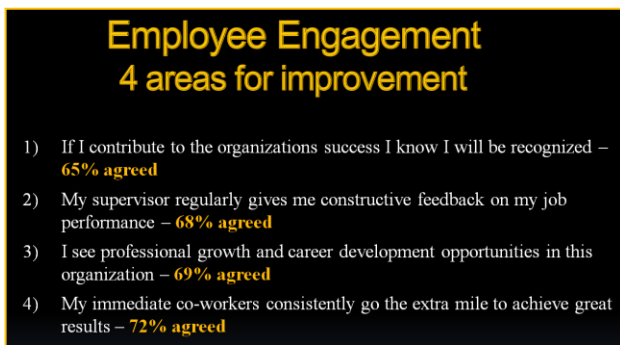 Employee Engagement
4 areas for improvement
1) If I contribute to the organizations success I know I will be recognized –
65% agreed
2) My supervisor regularly gives me constructive feedback on my job
performance – 68% agreed
3) I see professional growth and career development opportunities in this
organization – 69% agreed
4) My immediate co-workers consistently go the extra mile to achieve great
results – 72% agreed